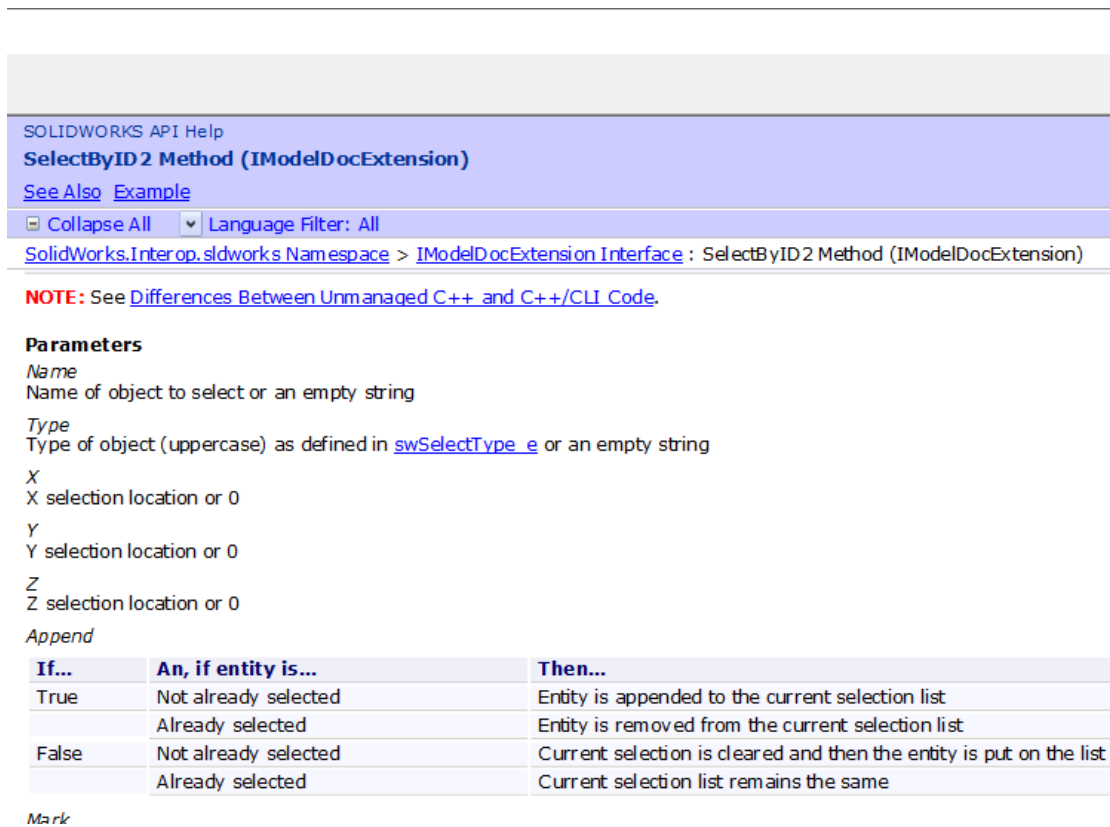 SOLIDWORKS API Help
SelectByID2 Method (IModelDocExtension)
See Also Example
Collapse All Language Filter: All
SolidWorks.Interop.sldworks Namespace > IModelDocExtension Interface : SelectByID2 Method (IModelDocExtension)
NOTE: See Differences Between Unmanaged C++ and C++/CLI Code.
Parameters
Name
Name of object to select or an empty string
Type
Type of object (uppercase) as defined in swSelectType_e or an empty string
X
X selection location or 0
Y
Y selection location or 0
Z
Z selection location or 0
Append
If... An, if entity is... Then...
True Not already selected Entity is appended to the current selection list
Already selected Entity is removed from the current selection list
False Not already selected Current selection is cleared and then the entity is put on the list
Already selected Current selection list remains the same
Mark